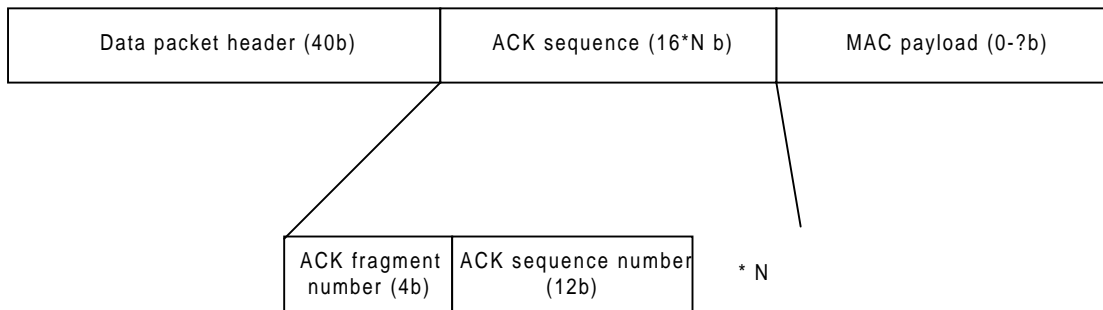 Data packet header (40b)
ACK sequence (16*N b)
MAC payload (0-?b)
ACK fragment
number (4b)
ACK sequence number
(12b)
* N